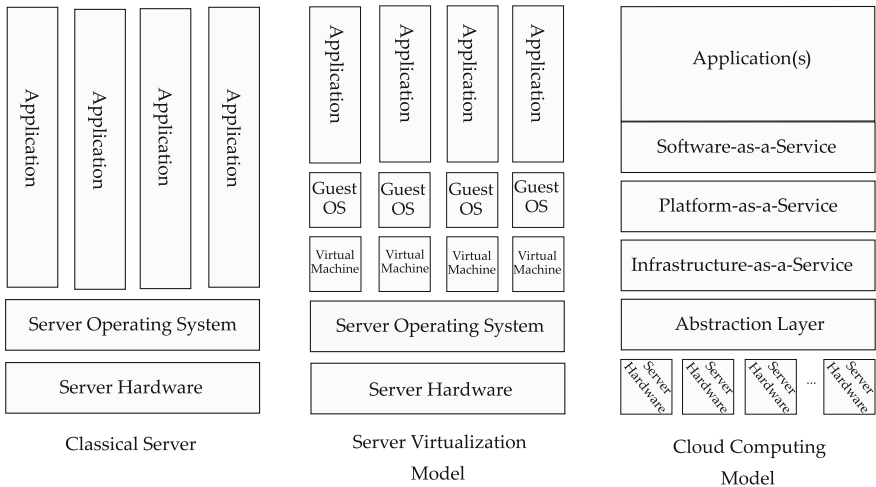 Application
Application
Application
Application
Server Operating System
Server Hardware
Classical Server
Application
Application
Application
Application
Guest
OS
Guest
OS
Guest
OS
Guest
OS
Virtual
Machine
Virtual
Machine
Virtual
Machine
Virtual
Machine
Server Operating System
Server Hardware
Server Virtualization
Model
Application(s)
Software-as-a-Service
Platform-as-a-Service
Infrastructure-as-a-Service
Abstraction Layer
Server
Hardware
Server
Hardware
Server
Hardware
...
Server
Hardware
Cloud Computing
Model